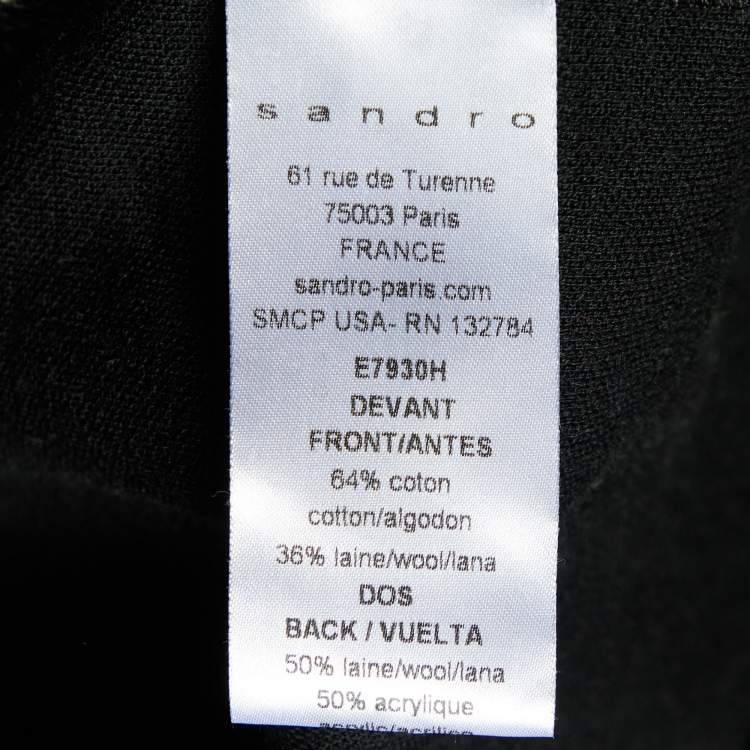 sandro
61 rue de Turenne
75003 Paris
FRANCE
sandro-paris.com
SMCP USA- RN 132784
E7930H
DEVANT
FRONT/ANTES
64% coton
cotton/algodon
36% laine/wool/lana
DOS
BACK / VUELTA
50% laine/wool/lana
50% acrylique